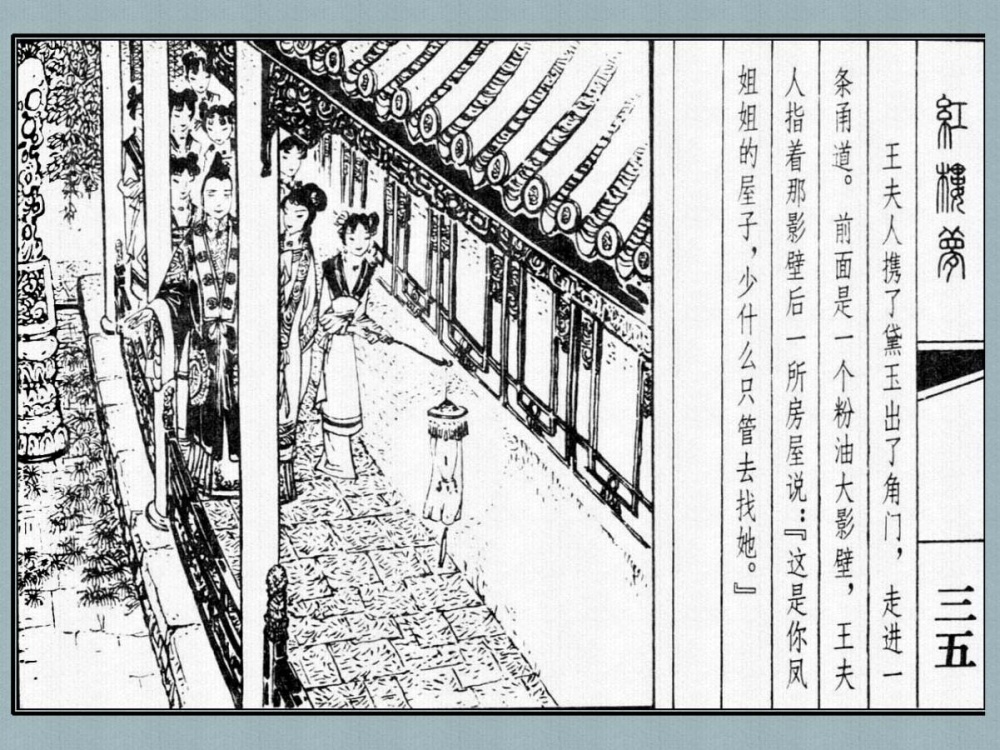 紅樓夢
三五
王夫人携了黛玉出了角门，走进一
条甬道。前面是一个粉油大影壁，王夫
人指着那影壁后一所房屋说：『这是你凤
姐姐的屋子，少什么只管去找她。』